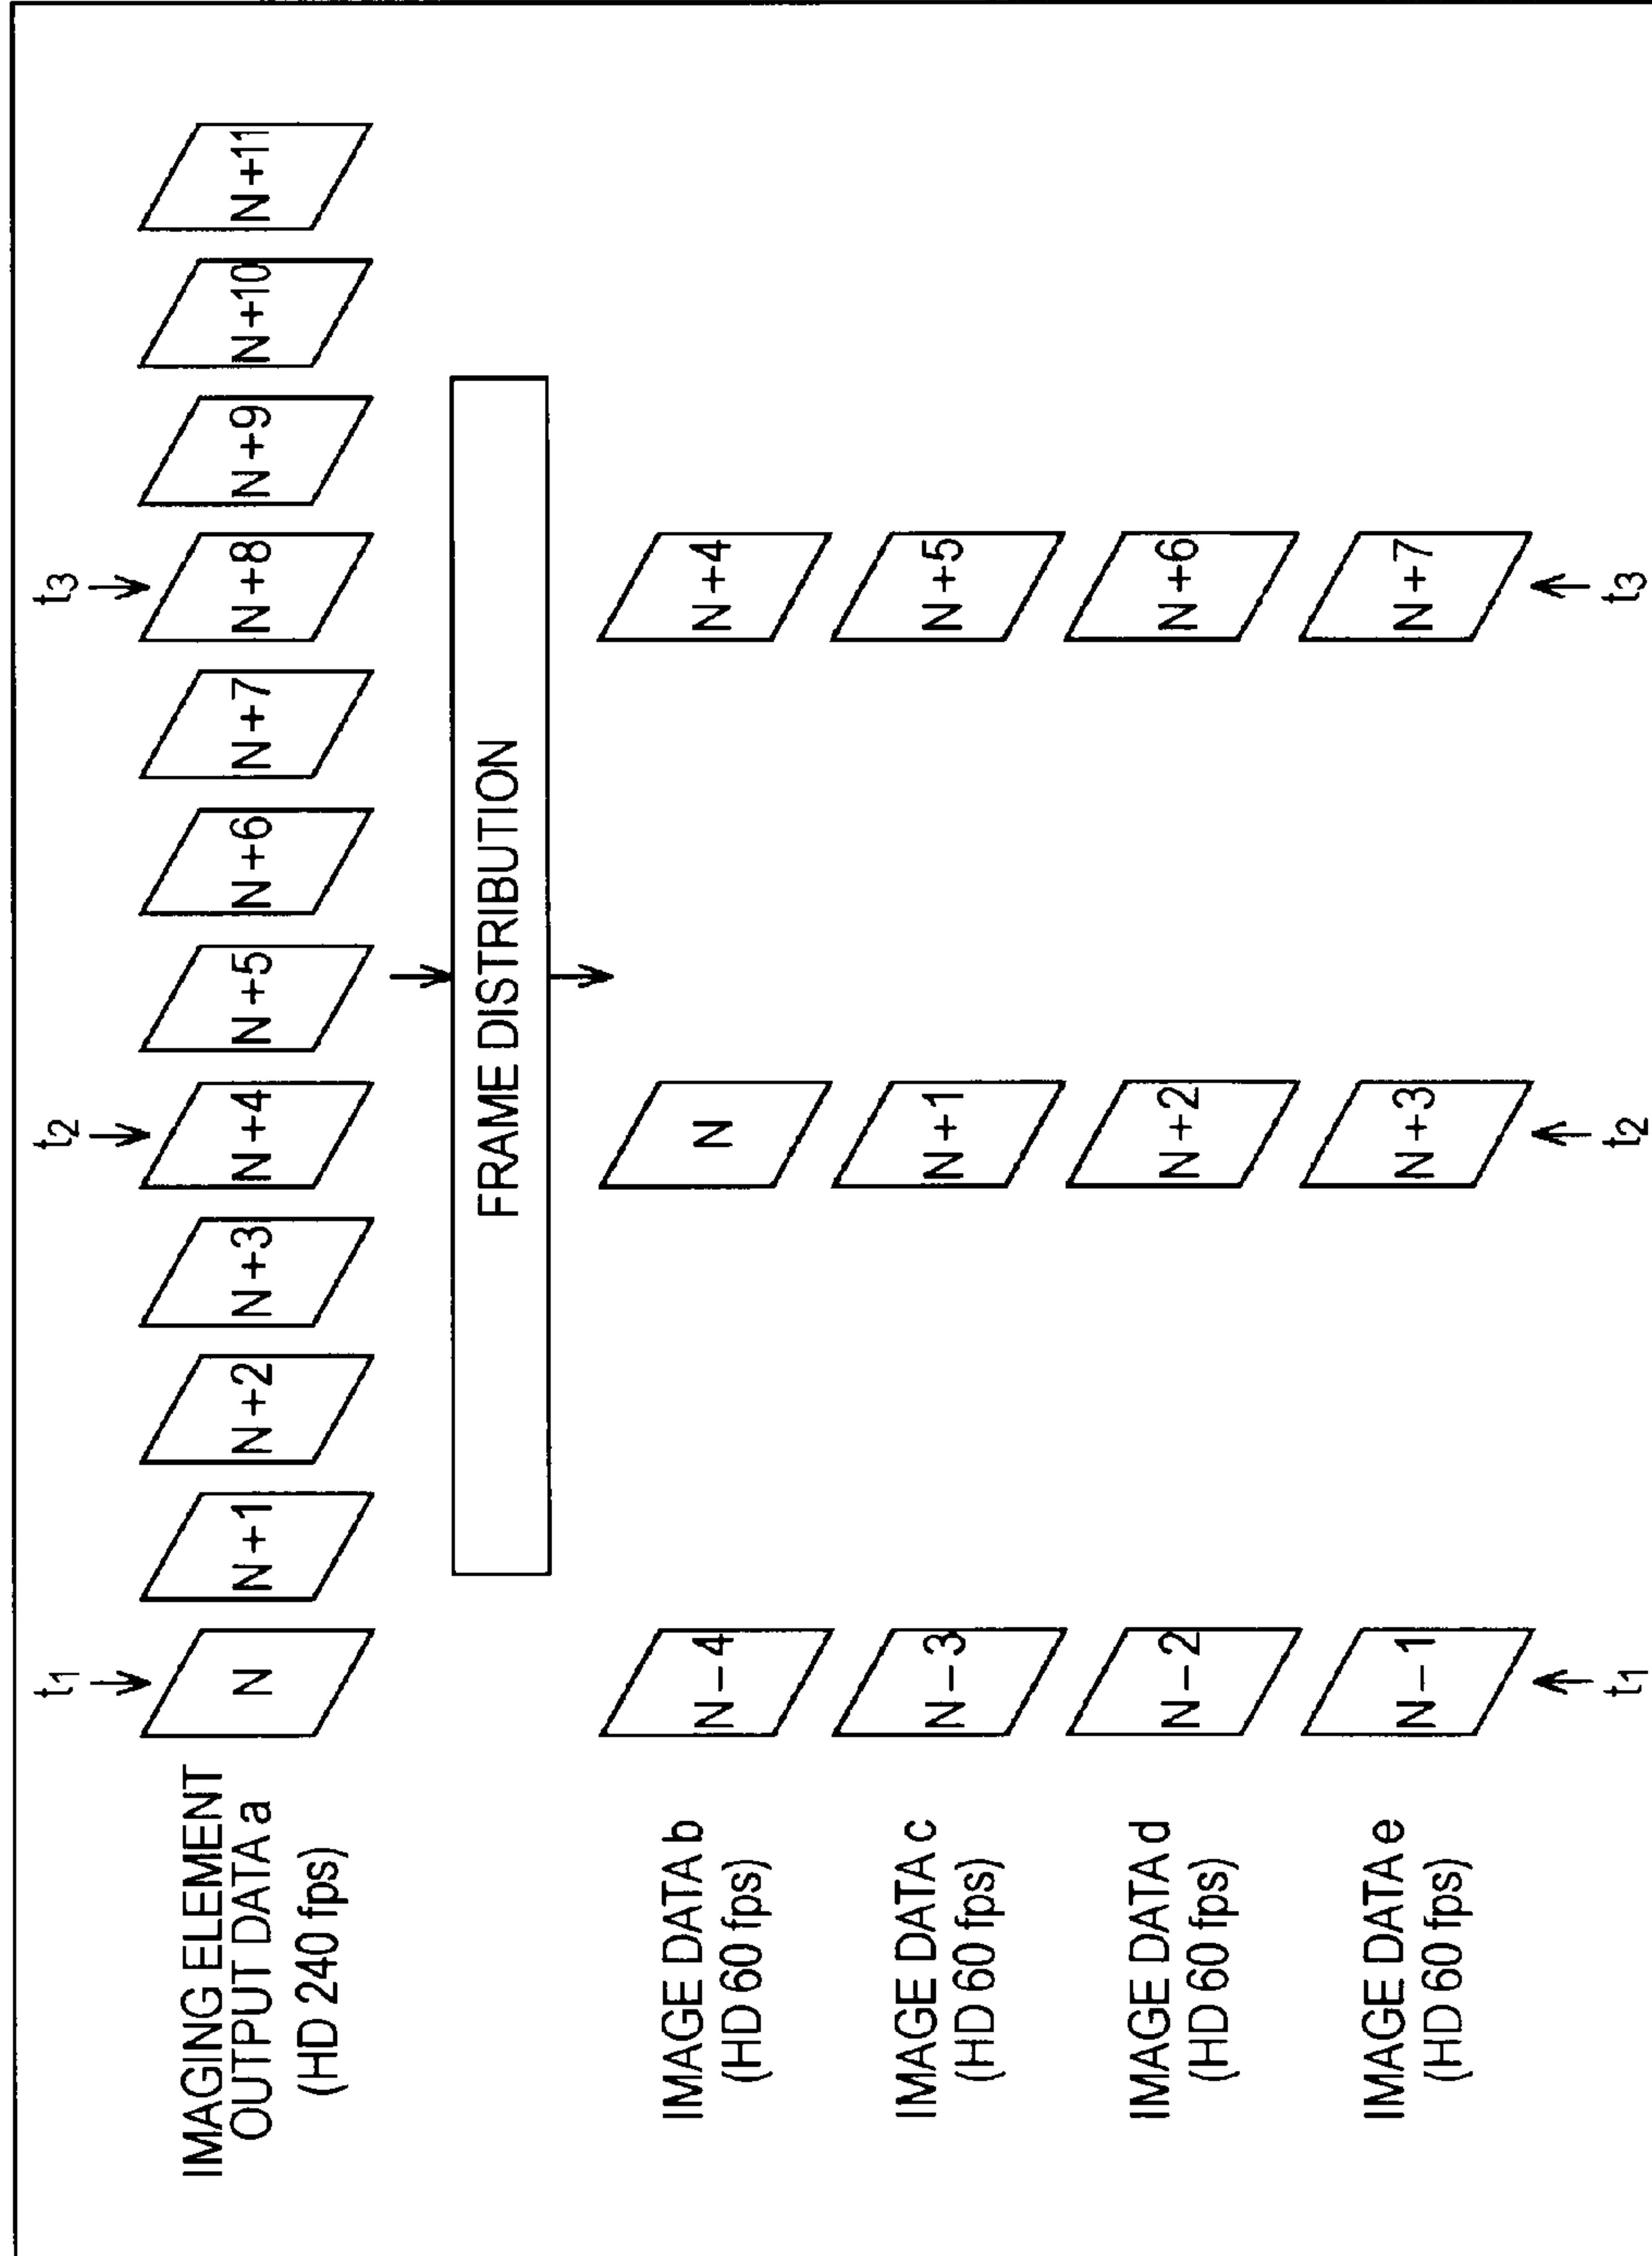 t1
t2
t3
IMAGING ELEMENT
OUTPUT DATA a
(HD 240 fps)
N
N+1
N+2
N+3
N+4
N+5
N+6
N+7
N+8
N+9
N+10
N+11
FRAME DISTRIBUTION
IMAGE DATA b
(HD 60 fps)
N−4
N
N+4
IMAGE DATA c
(HD 60 fps)
N−3
N+1
N+5
IMAGE DATA d
(HD 60 fps)
N−2
N+2
N+6
IMAGE DATA e
(HD 60 fps)
N−1
N+3
N+7
t1
t2
t3